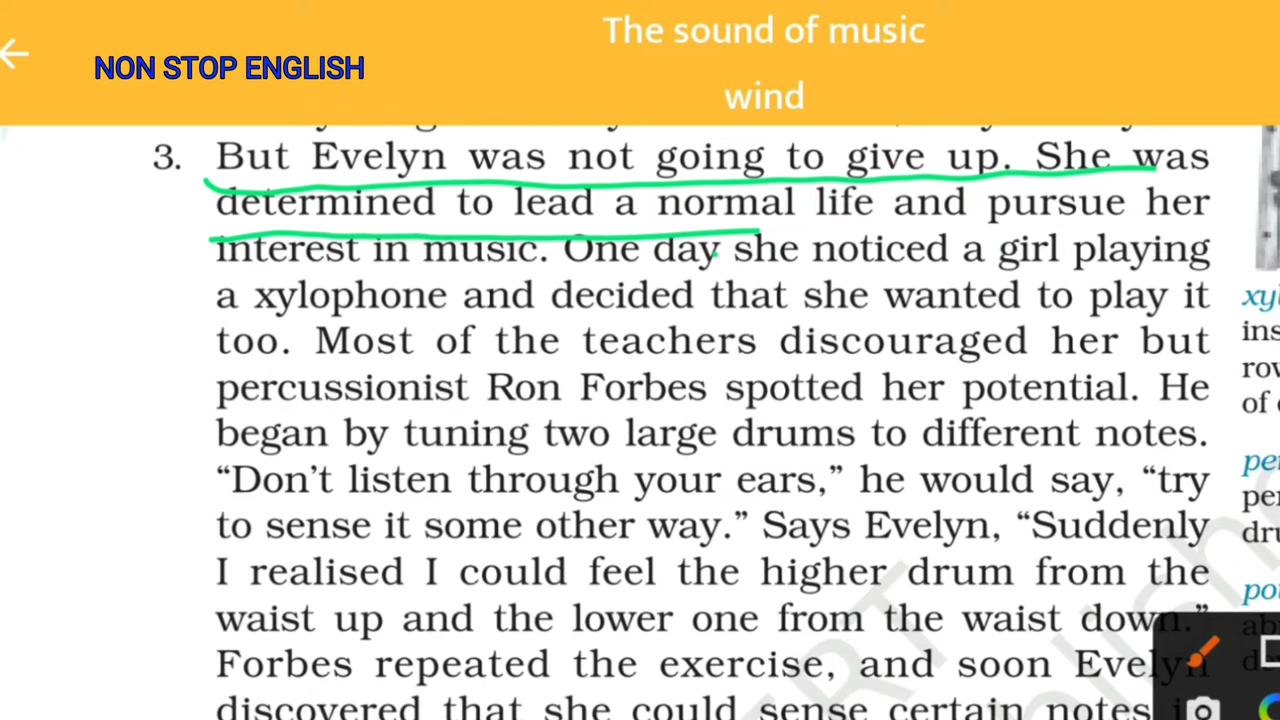 The sound of music
NON STOP ENGLISH
wind
3. But Evelyn was not going to give up. She was
determined to lead a normal life and pursue her
interest in music. One day she noticed a girl playing
a xylophone and decided that she wanted to play it
too. Most of the teachers discouraged her but
percussionist Ron Forbes spotted her potential. He
began by tuning two large drums to different notes.
“Don’t listen through your ears,” he would say, “try
to sense it some other way.” Says Evelyn, “Suddenly
I realised I could feel the higher drum from the
waist up and the lower one from the waist down.”
Forbes repeated the exercise, and soon Evelyn
discovered that she could sense certain notes
of